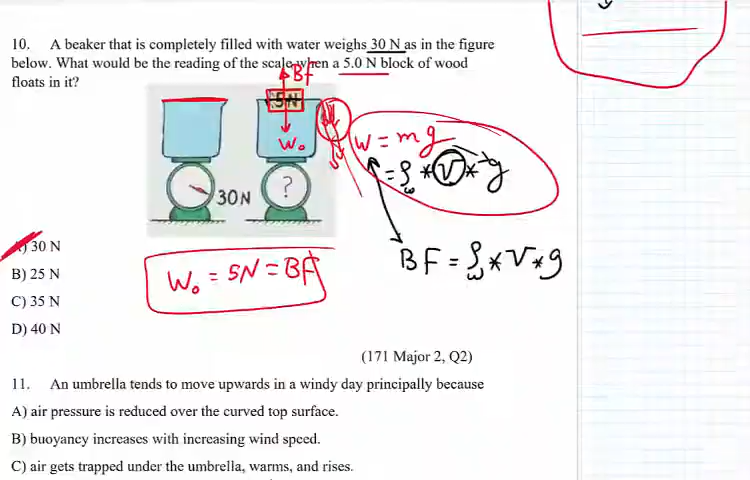 10. A beaker that is completely filled with water weighs 30 N as in the figure
below. What would be the reading of the scale when a 5.0 N block of wood
floats in it?
BF
5N
W₀
30N
?
W = mg
= ρw * V * g
A) 30 N
B) 25 N
C) 35 N
D) 40 N
W₀ = 5N = BF
BF = ρw * V * g
(171 Major 2, Q2)
11. An umbrella tends to move upwards in a windy day principally because
A) air pressure is reduced over the curved top surface.
B) buoyancy increases with increasing wind speed.
C) air gets trapped under the umbrella, warms, and rises.